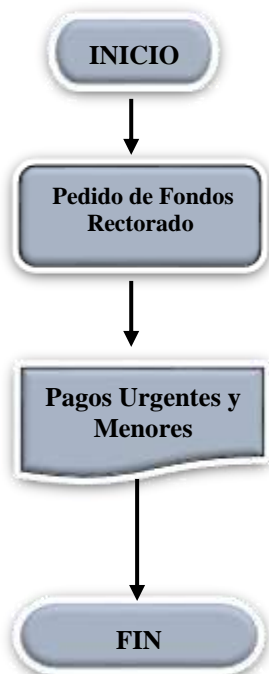 INICIO
Pedido de Fondos
Rectorado
Pagos Urgentes y
Menores
FIN